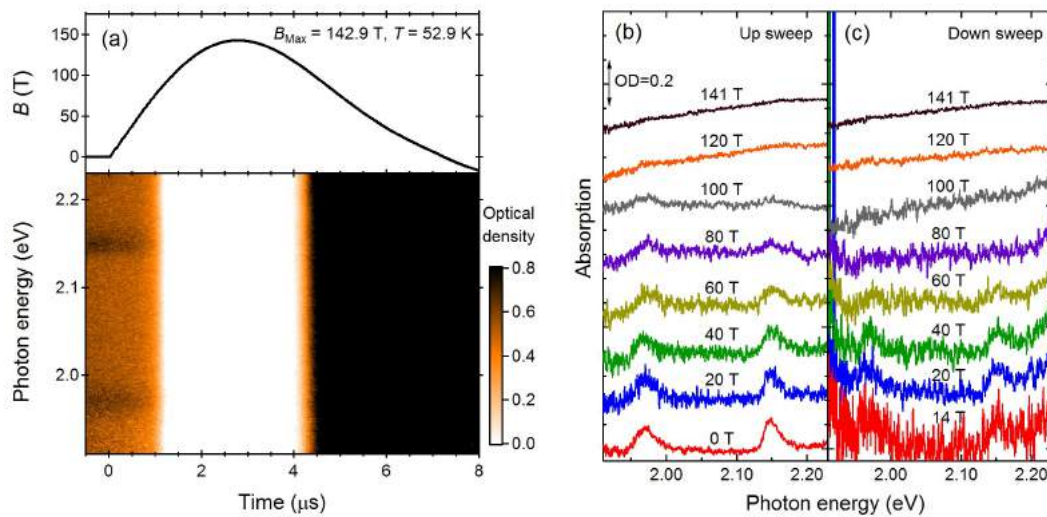 (a)
B_Max = 142.9 T, T = 52.9 K
150
100
50
0
B (T)
2.2
2.1
2.0
Photon energy (eV)
0 2 4 6 8
Time (μs)
Optical
density
0.8
0.6
0.4
0.2
0.0
(b) Up sweep
OD=0.2
141 T
120 T
100 T
80 T
60 T
40 T
20 T
0 T
Absorption
2.00 2.10 2.20
(c) Down sweep
141 T
120 T
100 T
80 T
60 T
40 T
20 T
14 T
2.00 2.10 2.20
Photon energy (eV)